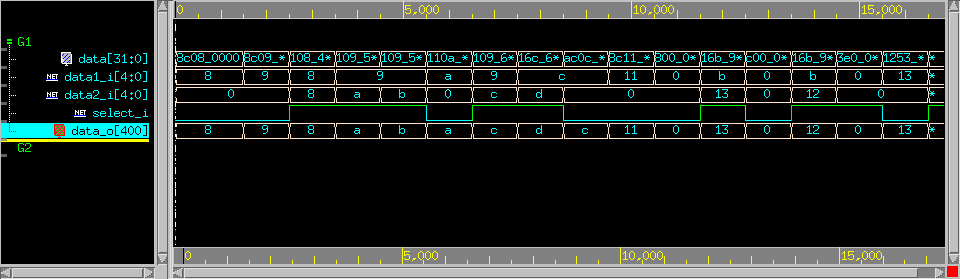 0 5,000 10,000 15,000
G1
data[31:0] 8c08_0000 8c09_* 108_4* 109_5* 109_5* 110a_* 109_6* 16c_6* ac0c_* 8c11_* 800_0* 16b_9* c00_0* 16b_9* 3e0_0* 1253_* *
NET data1_i[4:0] 8 9 8 9 a 9 c 11 0 b 0 b 0 13 *
NET data2_i[4:0] 0 8 a b 0 c d 0 13 0 12 0 *
NET select_i
data_o[400] 8 9 8 a b a c d c 11 0 13 0 12 0 13 *
G2
0 5,000 10,000 15,000